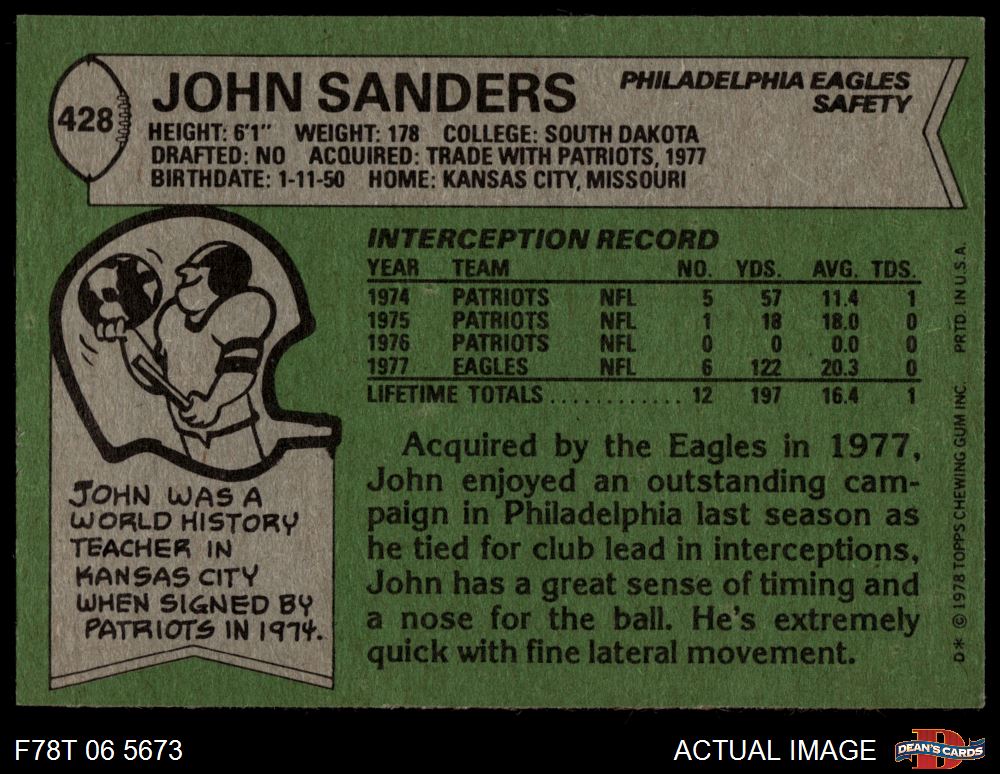 428
JOHN SANDERS
PHILADELPHIA EAGLES
SAFETY
HEIGHT: 6'1" WEIGHT: 178 COLLEGE: SOUTH DAKOTA
DRAFTED: NO ACQUIRED: TRADE WITH PATRIOTS, 1977
BIRTHDATE: 1-11-50 HOME: KANSAS CITY, MISSOURI
INTERCEPTION RECORD
YEAR TEAM NO. YDS. AVG. TDS.
1974 PATRIOTS NFL 5 57 11.4 1
1975 PATRIOTS NFL 1 18 18.0 0
1976 PATRIOTS NFL 0 0 0.0 0
1977 EAGLES NFL 6 122 20.3 0
LIFETIME TOTALS ............ 12 197 16.4 1
Acquired by the Eagles in 1977,
John enjoyed an outstanding cam-
paign in Philadelphia last season as
he tied for club lead in interceptions,
John has a great sense of timing and
a nose for the ball. He's extremely
quick with fine lateral movement.
JOHN WAS A
WORLD HISTORY
TEACHER IN
KANSAS CITY
WHEN SIGNED BY
PATRIOTS IN 1974.
D* © 1978 TOPPS CHEWING GUM INC. PRTD. IN U.S.A.
F78T 06 5673
ACTUAL IMAGE
D
DEAN'S CARDS